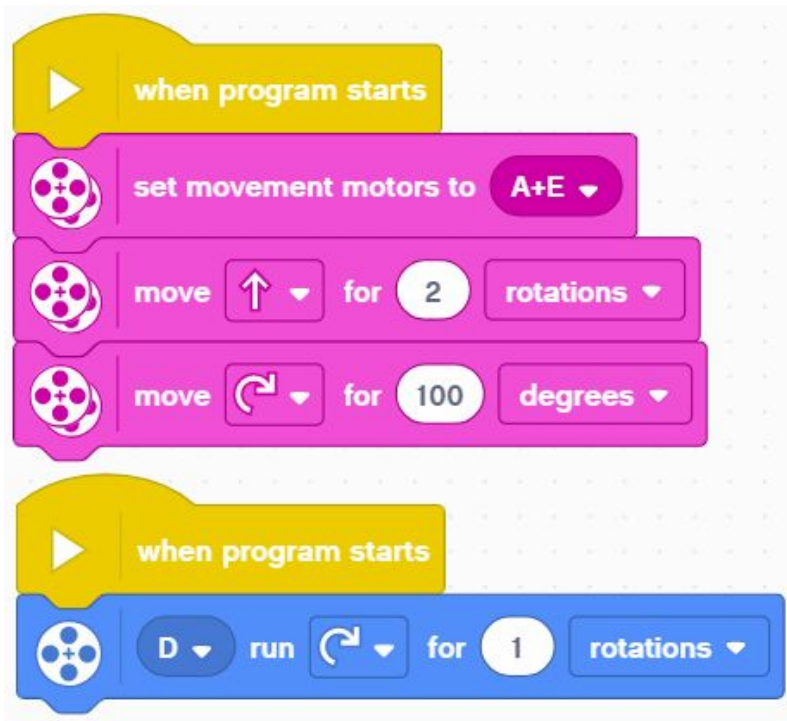 when program starts
set movement motors to A+E
move for 2 rotations
move for 100 degrees
when program starts
D run for 1 rotations